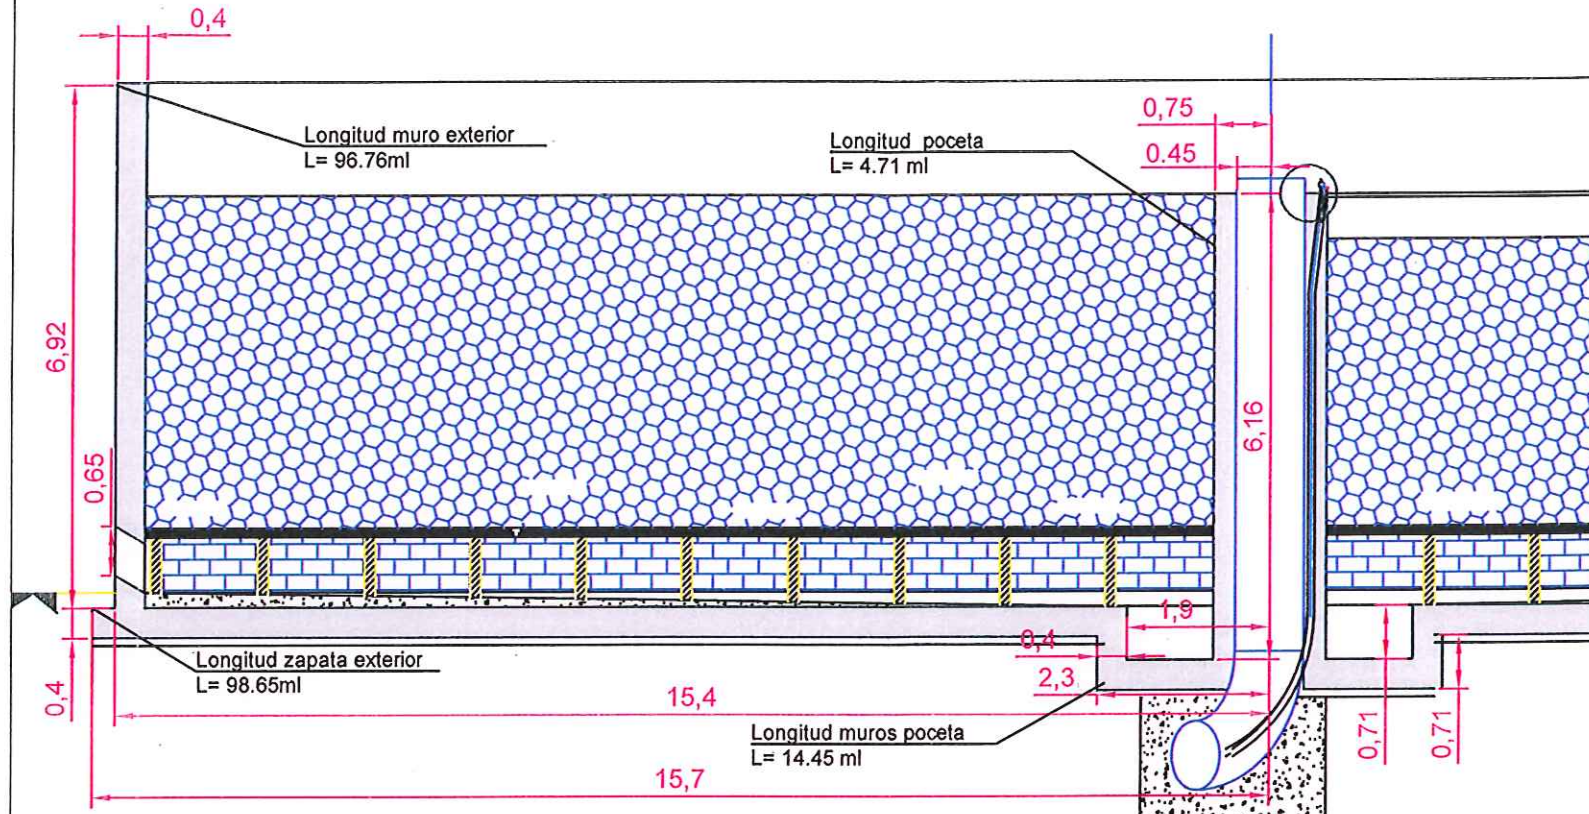 0,4
0,75
Longitud muro exterior
L= 96.76ml
Longitud poceta
L= 4.71 ml
0.45
6,92
6,16
0,65
1,9
0,4
Longitud zapata exterior
L= 98.65ml
2,3
0,4
15,4
0,71
0,71
Longitud muros poceta
L= 14.45 ml
15,7